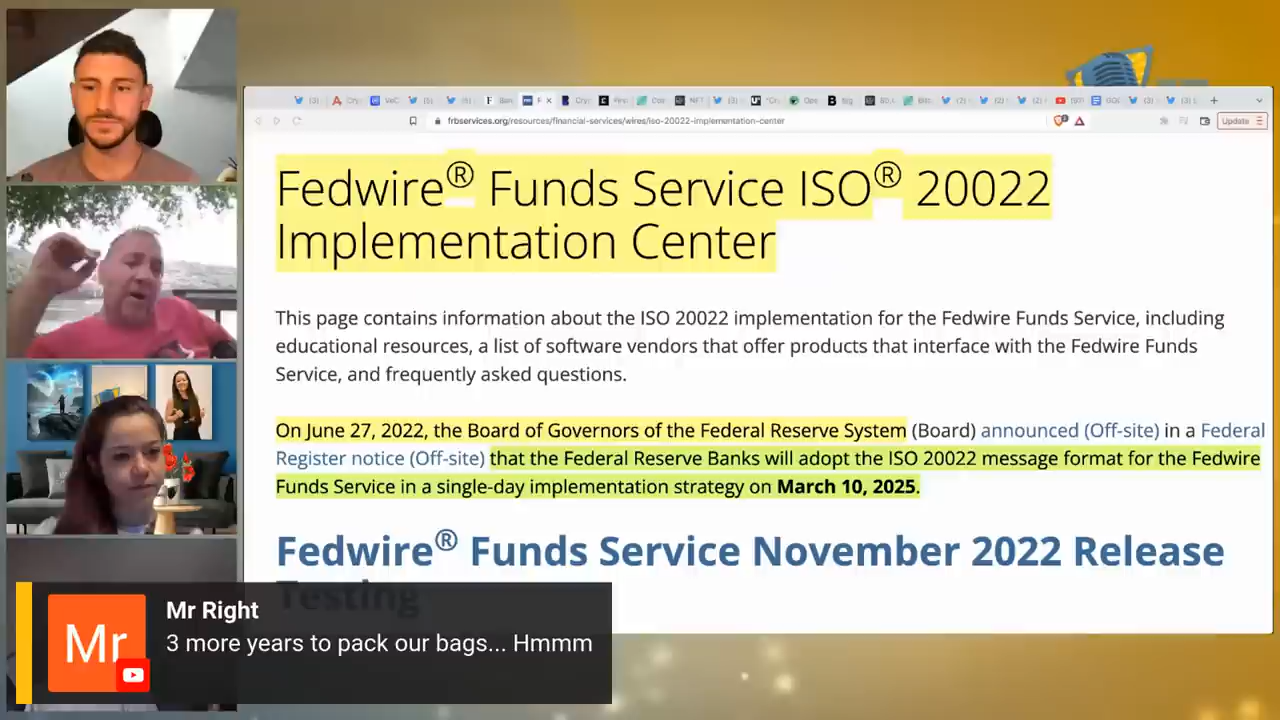 frbservices.org/resources/financial-services/wires/iso-20022-implementation-center
Update
Fedwire® Funds Service ISO® 20022
Implementation Center
This page contains information about the ISO 20022 implementation for the Fedwire Funds Service, including
educational resources, a list of software vendors that offer products that interface with the Fedwire Funds
Service, and frequently asked questions.
On June 27, 2022, the Board of Governors of the Federal Reserve System (Board) announced (Off-site) in a Federal
Register notice (Off-site) that the Federal Reserve Banks will adopt the ISO 20022 message format for the Fedwire
Funds Service in a single-day implementation strategy on March 10, 2025.
Fedwire® Funds Service November 2022 Release
Testing
Mr
Mr Right
3 more years to pack our bags... Hmmm